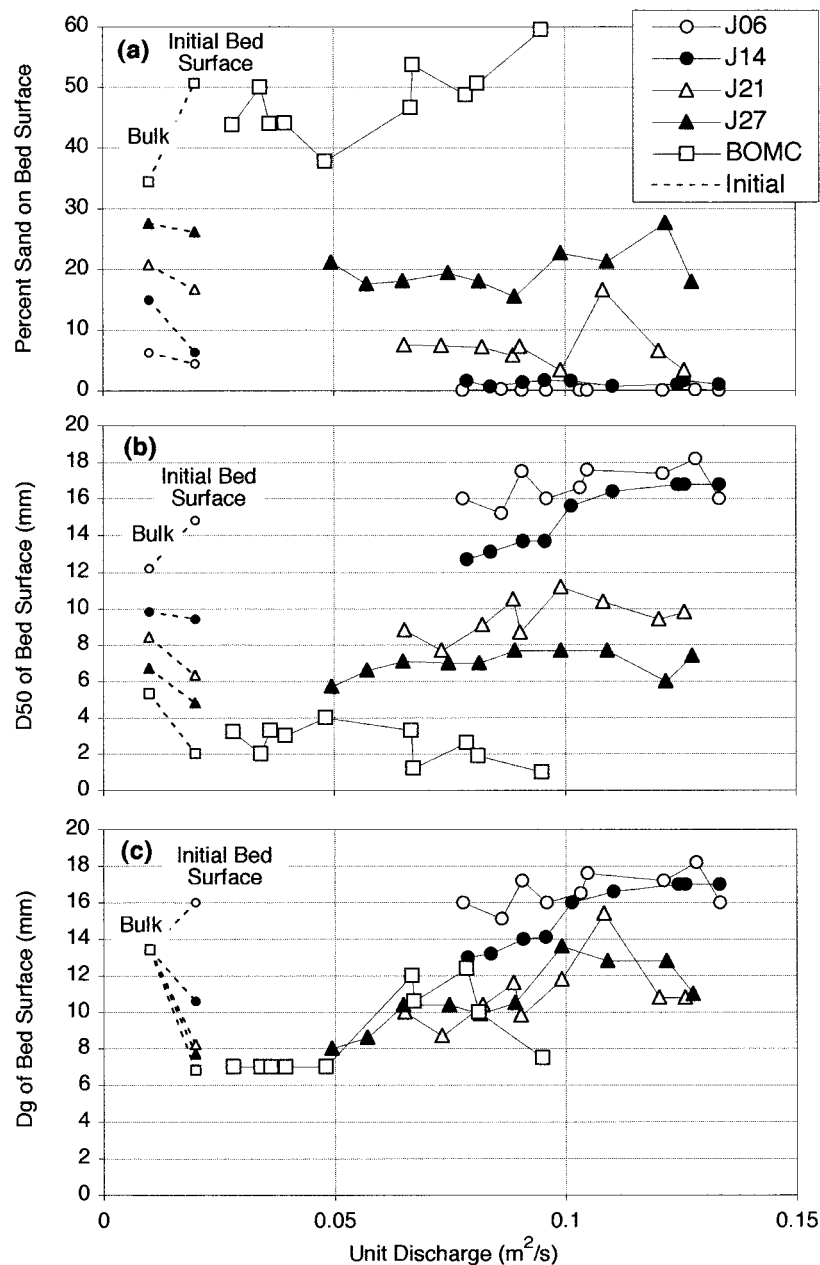 (a)
Initial Bed
Surface
Bulk
J06
J14
J21
J27
BOMC
Initial
Percent Sand on Bed Surface
60
50
40
30
20
10
0
(b)
Initial Bed
Surface
Bulk
D50 of Bed Surface (mm)
20
18
16
14
12
10
8
6
4
2
0
(c)
Initial Bed
Surface
Bulk
Dg of Bed Surface (mm)
20
18
16
14
12
10
8
6
4
2
0
0 0.05 0.1 0.15
Unit Discharge (m²/s)